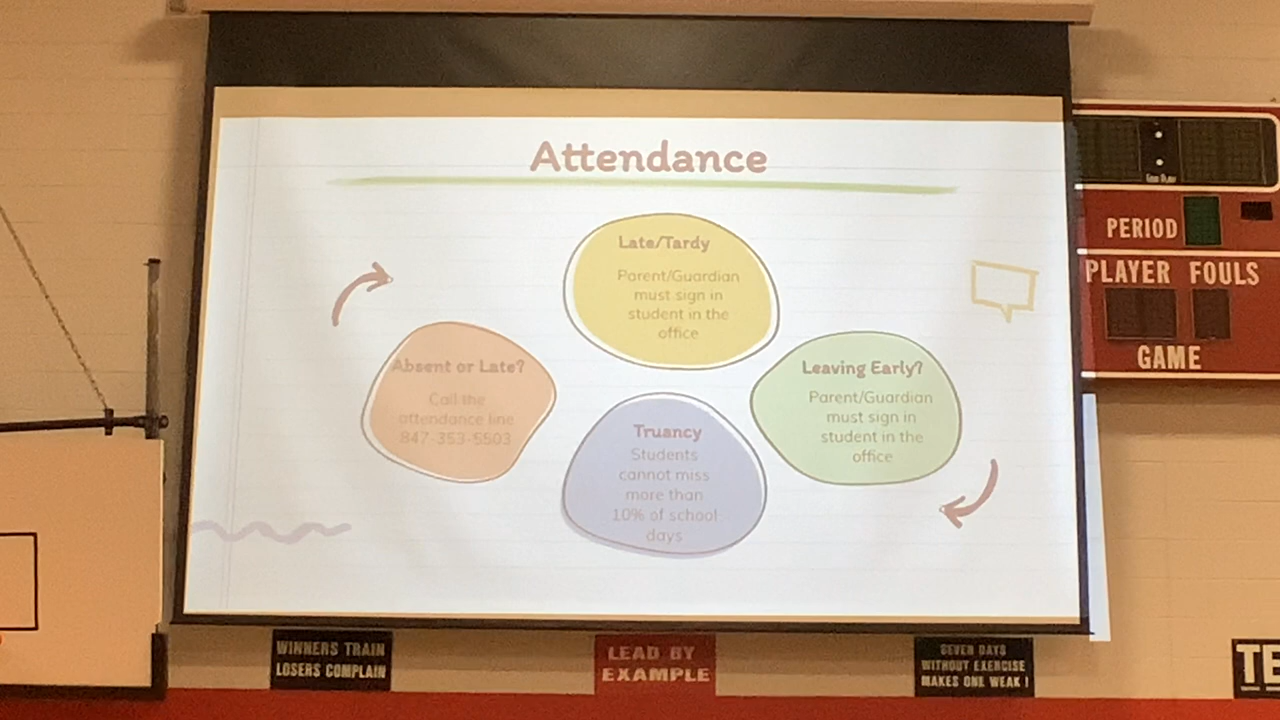 Attendance
Late/Tardy
Parent/Guardian
must sign in
student in the
office
Absent or Late?
Call the
attendance line
847-353-5503
Leaving Early?
Parent/Guardian
must sign in
student in the
office
Truancy
Students
cannot miss
more than
10% of school
days
PERIOD
PLAYER FOULS
GAME
WINNERS TRAIN
LOSERS COMPLAIN
LEAD BY
EXAMPLE
SEVEN DAYS
WITHOUT EXERCISE
MAKES ONE WEAK !
TE